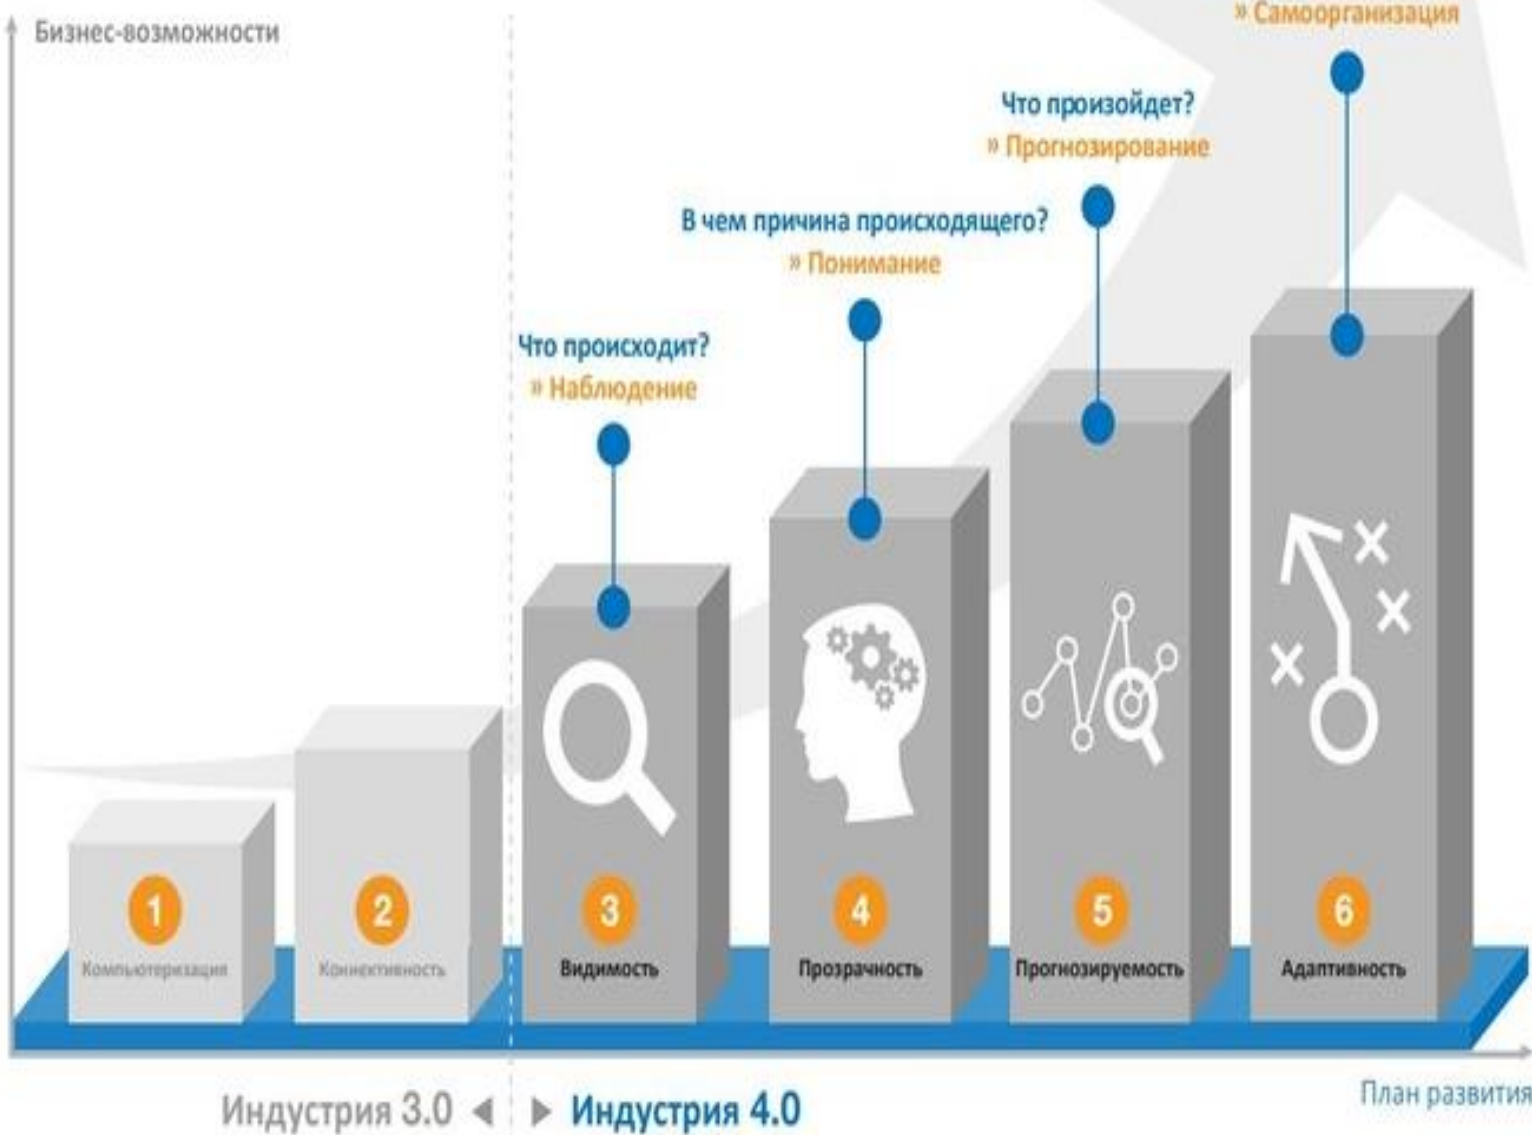 Бизнес-возможности
» Самоорганизация
Что произойдет?
» Прогнозирование
В чем причина происходящего?
» Понимание
Что происходит?
» Наблюдение
1
Компьютеризация
2
Коннективность
3
Видимость
4
Прозрачность
5
Прогнозируемость
6
Адаптивность
Индустрия 3.0
Индустрия 4.0
План развития